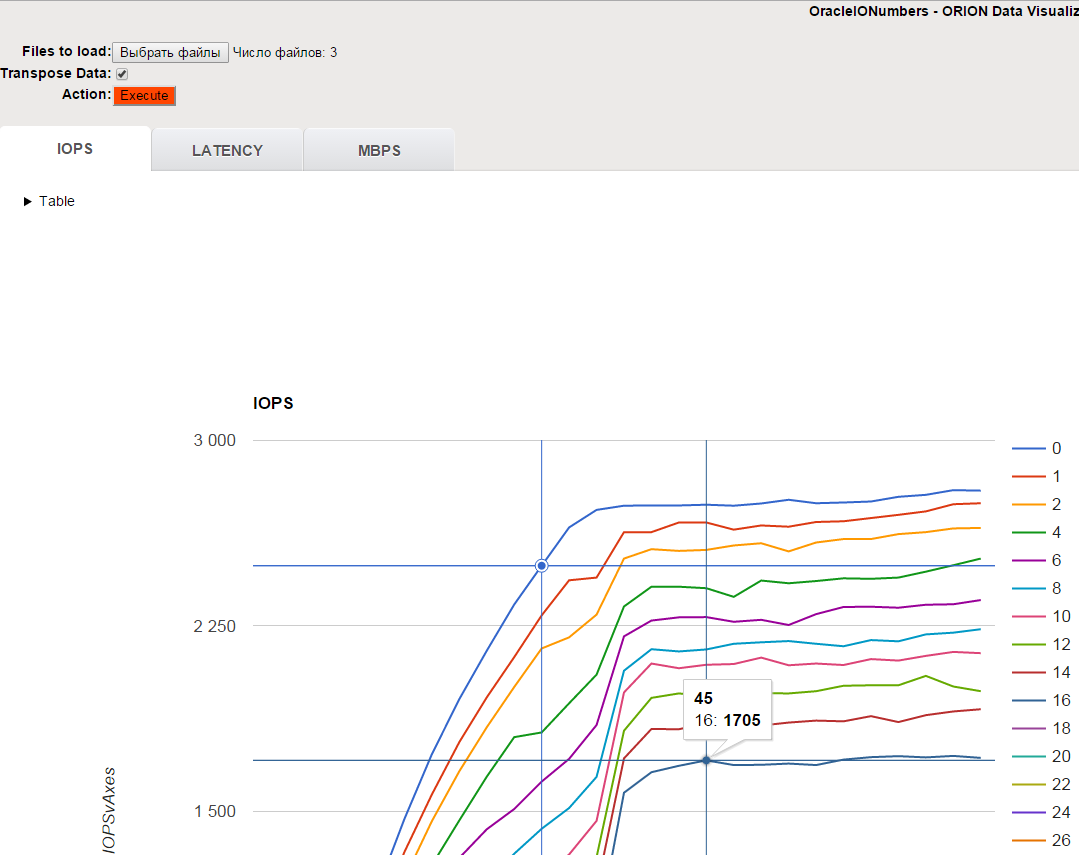 OracleIONumbers - ORION Data Visualiz
Files to load: Выбрать файлы Число файлов: 3
Transpose Data:
Action: Execute
IOPS LATENCY MBPS
Table
IOPS
3 000
2 250
1 500
IOPSvAxes
45
16: 1705
0
1
2
4
6
8
10
12
14
16
18
20
22
24
26